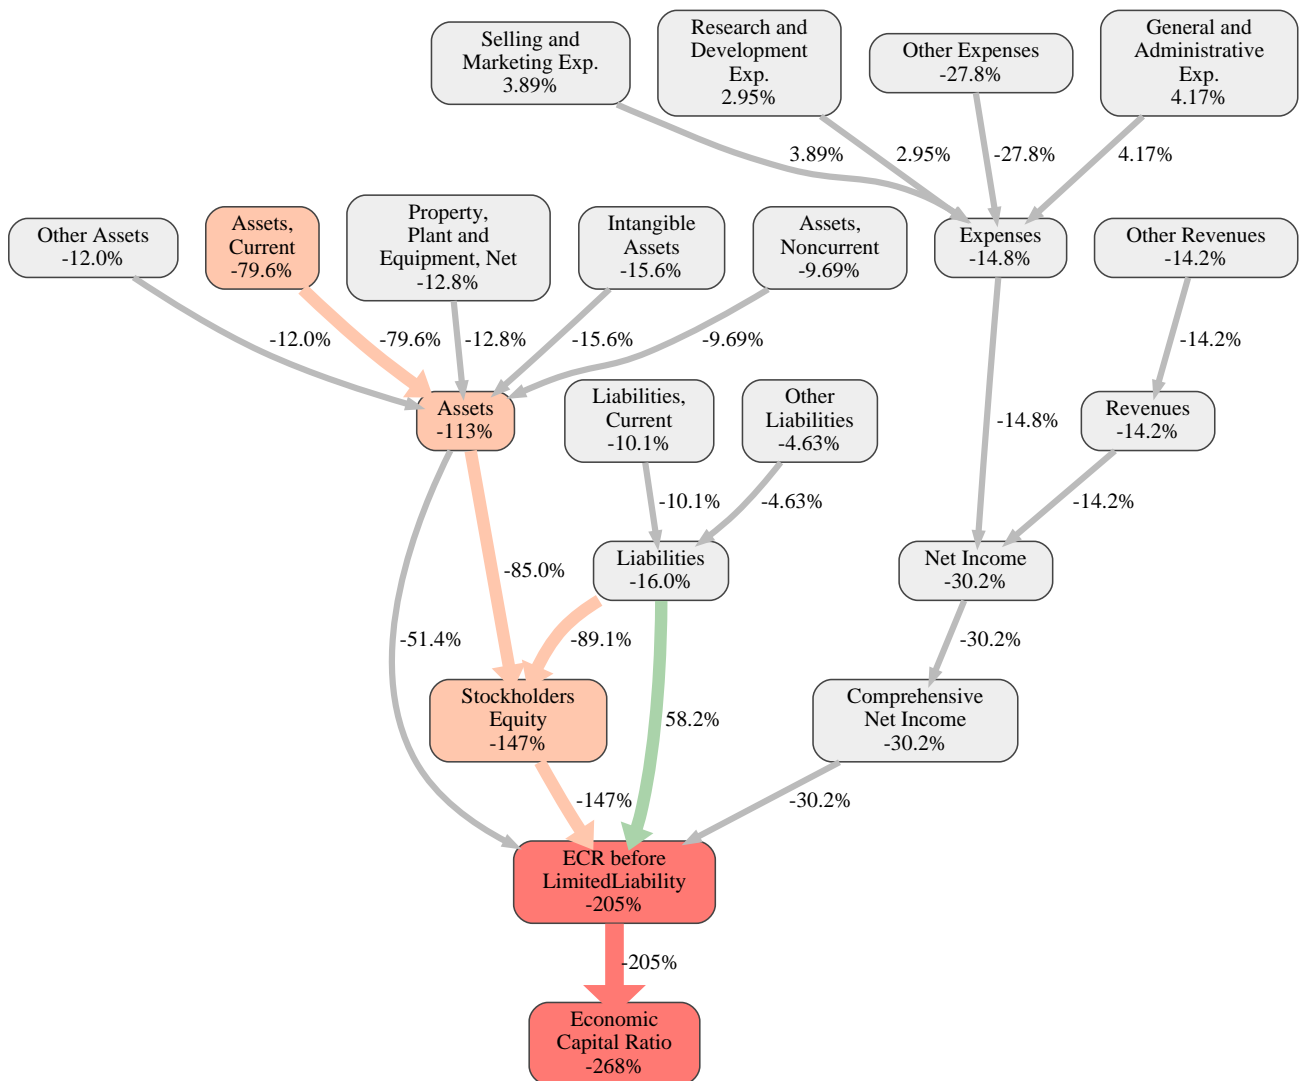 Selling and
Marketing Exp.
3.89%
Research and
Development
Exp.
2.95%
Other Expenses
-27.8%
General and
Administrative
Exp.
4.17%
3.89%
2.95%
-27.8%
4.17%
Other Assets
-12.0%
Assets,
Current
-79.6%
Property,
Plant and
Equipment, Net
-12.8%
Intangible
Assets
-15.6%
Assets,
Noncurrent
-9.69%
Expenses
-14.8%
Other Revenues
-14.2%
-12.0%
-79.6%
-12.8%
-15.6%
-9.69%
-14.2%
Assets
-113%
Liabilities,
Current
-10.1%
Other
Liabilities
-4.63%
-14.8%
Revenues
-14.2%
-10.1%
-4.63%
-14.2%
-85.0%
Liabilities
-16.0%
Net Income
-30.2%
-51.4%
-89.1%
-30.2%
Stockholders
Equity
-147%
58.2%
Comprehensive
Net Income
-30.2%
-147%
-30.2%
ECR before
LimitedLiability
-205%
-205%
Economic
Capital Ratio
-268%